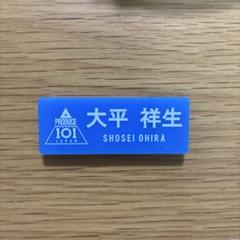 PRODUCE
101
JAPAN
大平 祥生
SHOSEI OHIRA